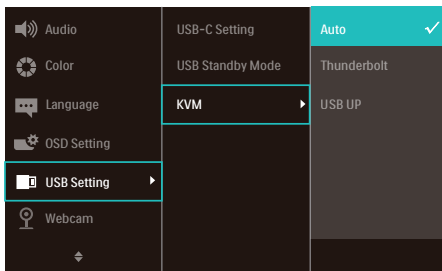 Audio
Color
Language
OSD Setting
USB Setting
Webcam
USB-C Setting
USB Standby Mode
KVM
Auto
Thunderbolt
USB UP